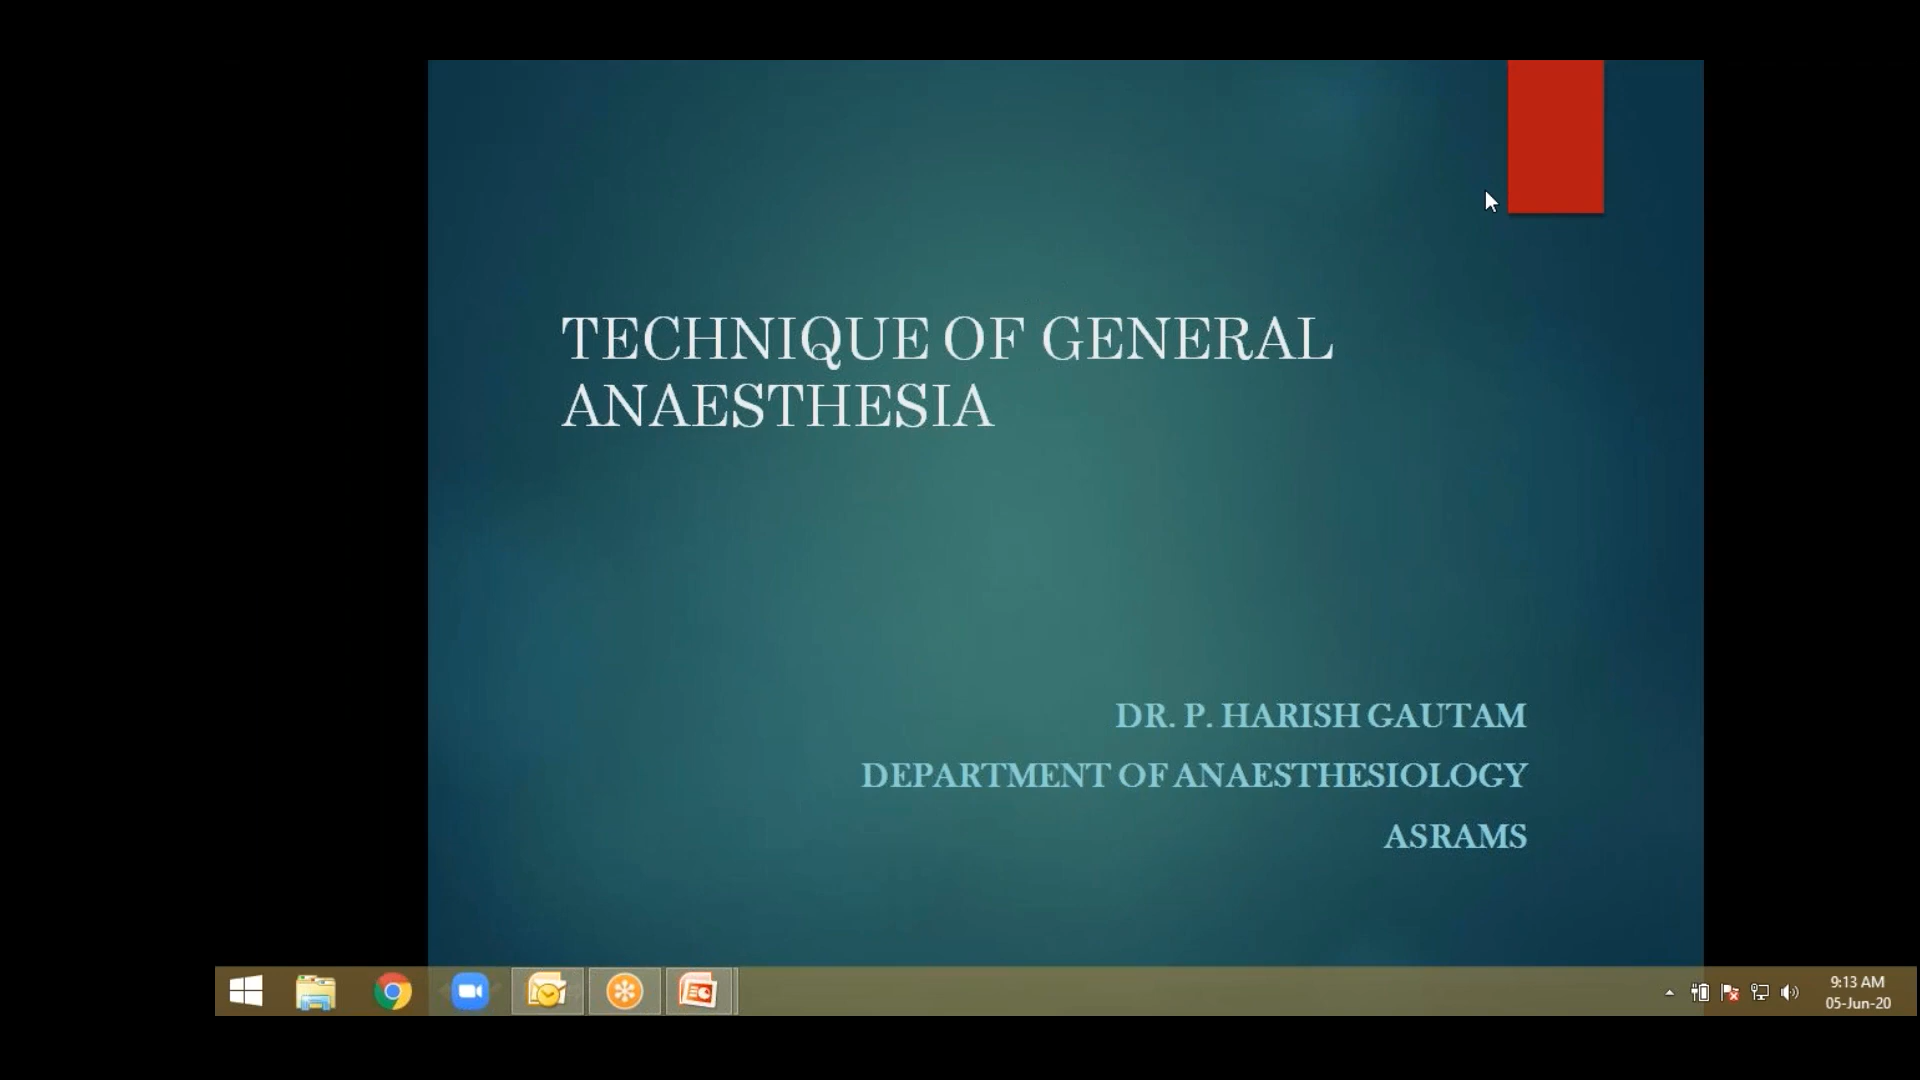 TECHNIQUE OF GENERAL
ANAESTHESIA
DR. P. HARISH GAUTAM
DEPARTMENT OF ANAESTHESIOLOGY
ASRAMS
9:13 AM
05-Jun-20